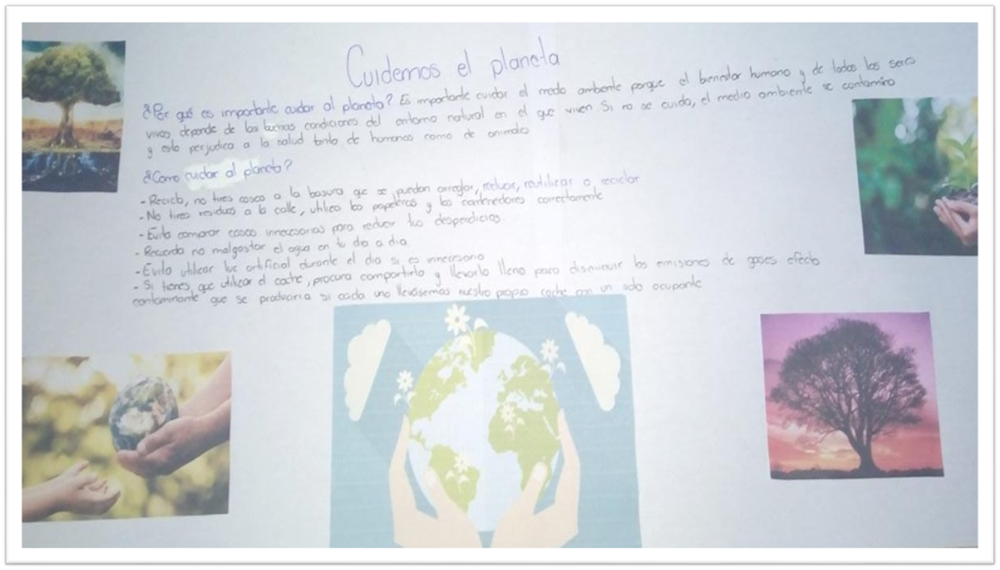 Cuidemos el planeta
¿Por qué es importante cuidar al planeta? Es importante cuidar el medo ambiente porque el bienestar humano y de todos los seres
vivos depende de las buenas condiciones del entorno natural en el que viven Si no se cuida, el medio ambiente se contamina
y esto perjudica a la salud tanto de humanos como de animales
¿Como cuidar al planeta?
- Recicla, no tires cosas a la basura que se puedan arreglar, reducir, reutilizar o reciclar
- No tires residuos a la calle, utiliza las papeleras y los contenedores correctamente
- Evita comprar cosas innecesarias para reducir tus desperdicios.
- Recuerda no malgastar el agua en tu dia a dia
- Evita utilizar luz artificial durante el dia si es innecesario
- Si tienes que utilizar el coche, procura compartirlo y llevarlo lleno para disminuir las emisiones de gases efecto
contaminante que se produciria si cada uno llevásemos nuestro propio coche con un solo ocupante